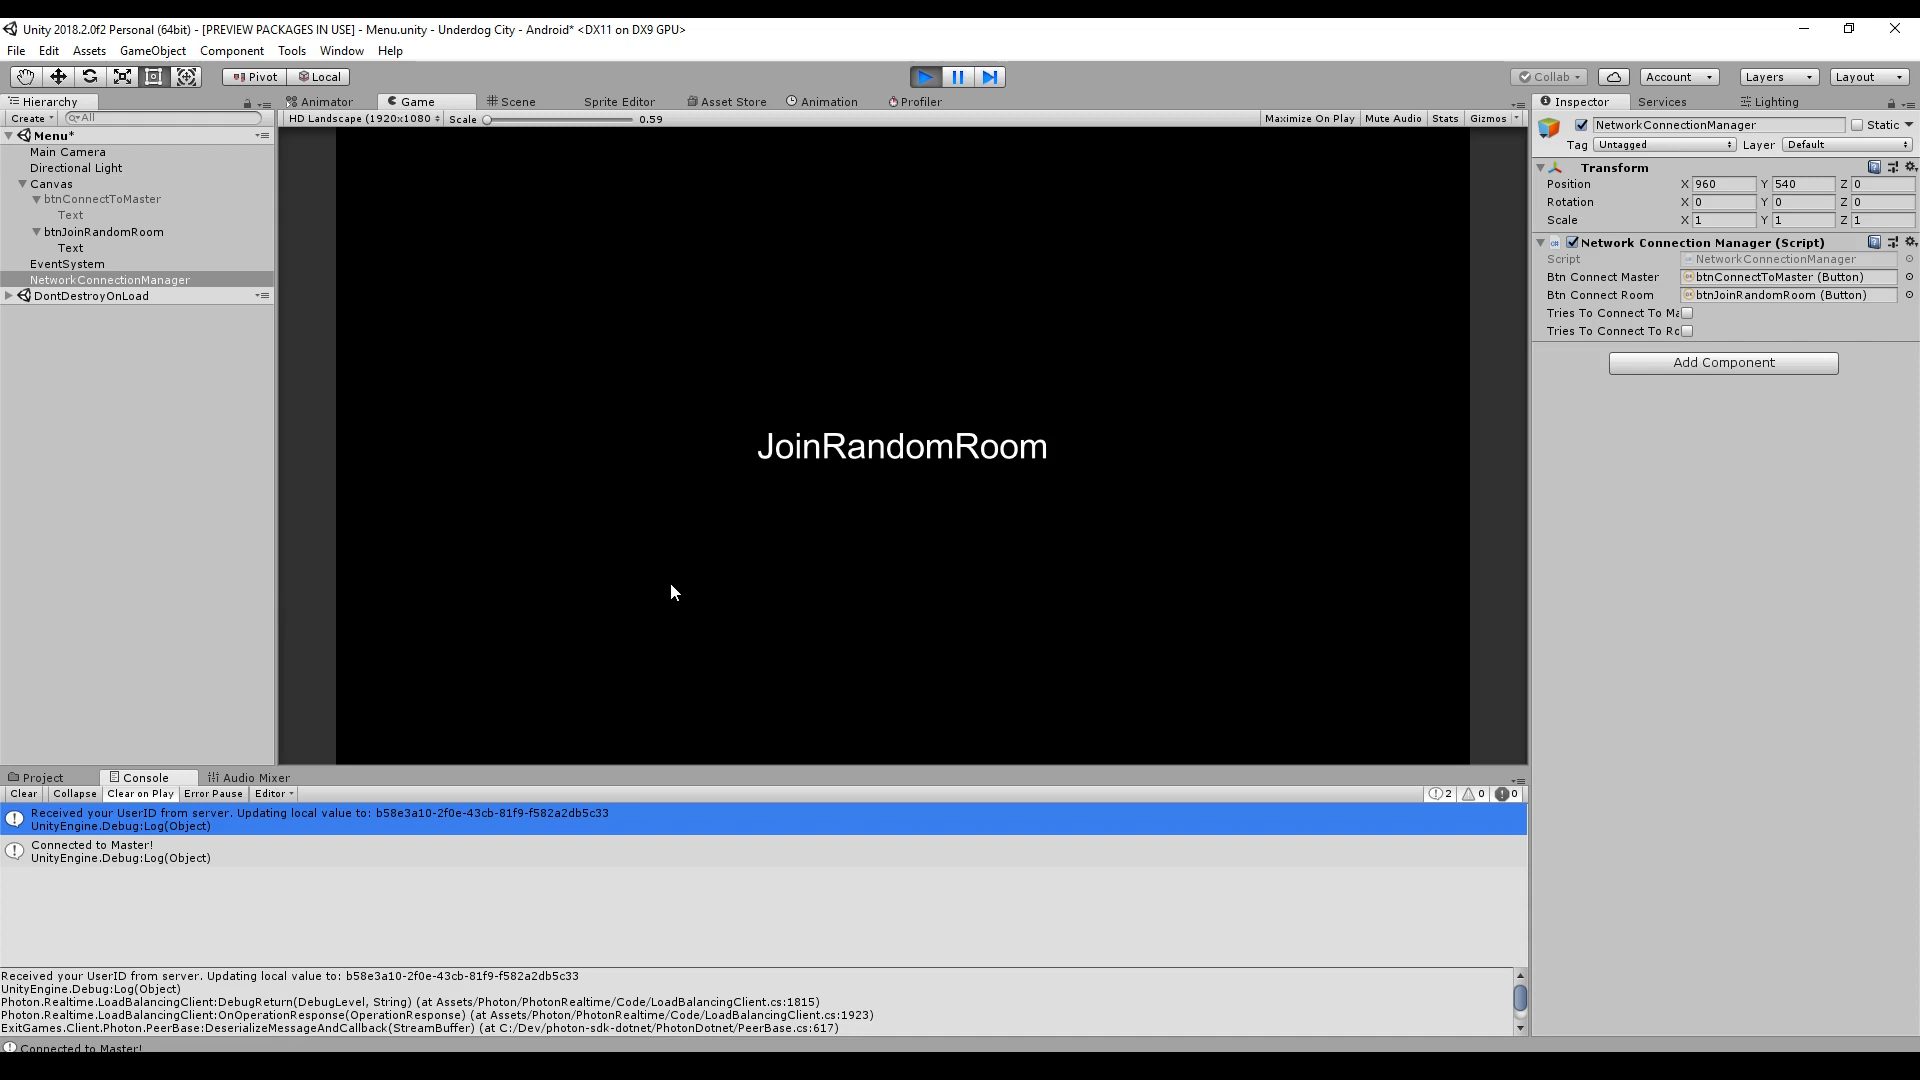 Unity 2018.2.0f2 Personal (64bit) - [PREVIEW PACKAGES IN USE] - Menu.unity - Underdog City - Android* <DX11 on DX9 GPU>
File Edit Assets GameObject Component Tools Window Help
Pivot Local Collab Account Layers Layout
Hierarchy Animator Game Scene Sprite Editor Asset Store Animation Profiler Inspector Services Lighting
Create All HD Landscape (1920x1080 Scale 0.59 Maximize On Play Mute Audio Stats Gizmos
NetworkConnectionManager Static
Tag Untagged Layer Default
Menu*
Main Camera
Directional Light
Canvas
btnConnectToMaster
Text
btnJoinRandomRoom
Text
EventSystem
NetworkConnectionManager
DontDestroyOnLoad
Transform
Position X 960 Y 540 Z 0
Rotation X 0 Y 0 Z 0
Scale X 1 Y 1 Z 1
Network Connection Manager (Script)
Script NetworkConnectionManager
Btn Connect Master btnConnectToMaster (Button)
Btn Connect Room btnJoinRandomRoom (Button)
Tries To Connect To Ma
Tries To Connect To Ro
Add Component
JoinRandomRoom
Project Console Audio Mixer
Clear Collapse Clear on Play Error Pause Editor 2 0 0
Received your UserID from server. Updating local value to: b58e3a10-2f0e-43cb-81f9-f582a2db5c33
UnityEngine.Debug:Log(Object)
Connected to Master!
UnityEngine.Debug:Log(Object)
Received your UserID from server. Updating local value to: b58e3a10-2f0e-43cb-81f9-f582a2db5c33
UnityEngine.Debug:Log(Object)
Photon.Realtime.LoadBalancingClient:DebugReturn(DebugLevel, String) (at Assets/Photon/PhotonRealtime/Code/LoadBalancingClient.cs:1815)
Photon.Realtime.LoadBalancingClient:OnOperationResponse(OperationResponse) (at Assets/Photon/PhotonRealtime/Code/LoadBalancingClient.cs:1923)
ExitGames.Client.Photon.PeerBase:DeserializeMessageAndCallback(StreamBuffer) (at C:/Dev/photon-sdk-dotnet/PhotonDotnet/PeerBase.cs:617)
Connected to Master!